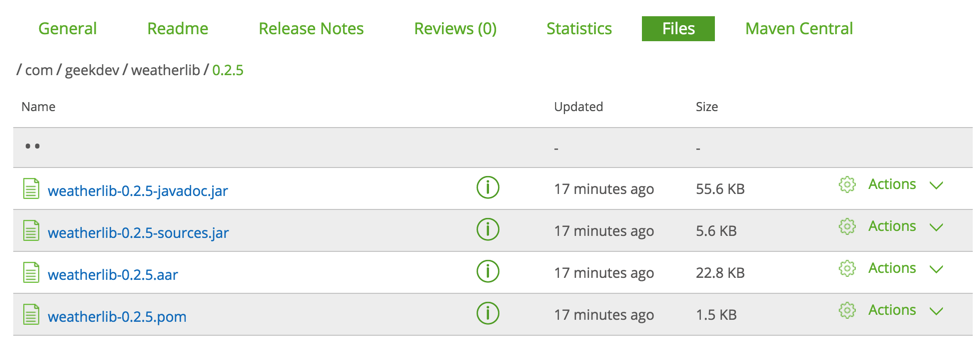 General Readme Release Notes Reviews (0) Statistics Files Maven Central
/ com / geekdev / weatherlib / 0.2.5
Name Updated Size
•• - -
weatherlib-0.2.5-javadoc.jar i 17 minutes ago 55.6 KB Actions
weatherlib-0.2.5-sources.jar i 17 minutes ago 5.6 KB Actions
weatherlib-0.2.5.aar i 17 minutes ago 22.8 KB Actions
weatherlib-0.2.5.pom i 17 minutes ago 1.5 KB Actions